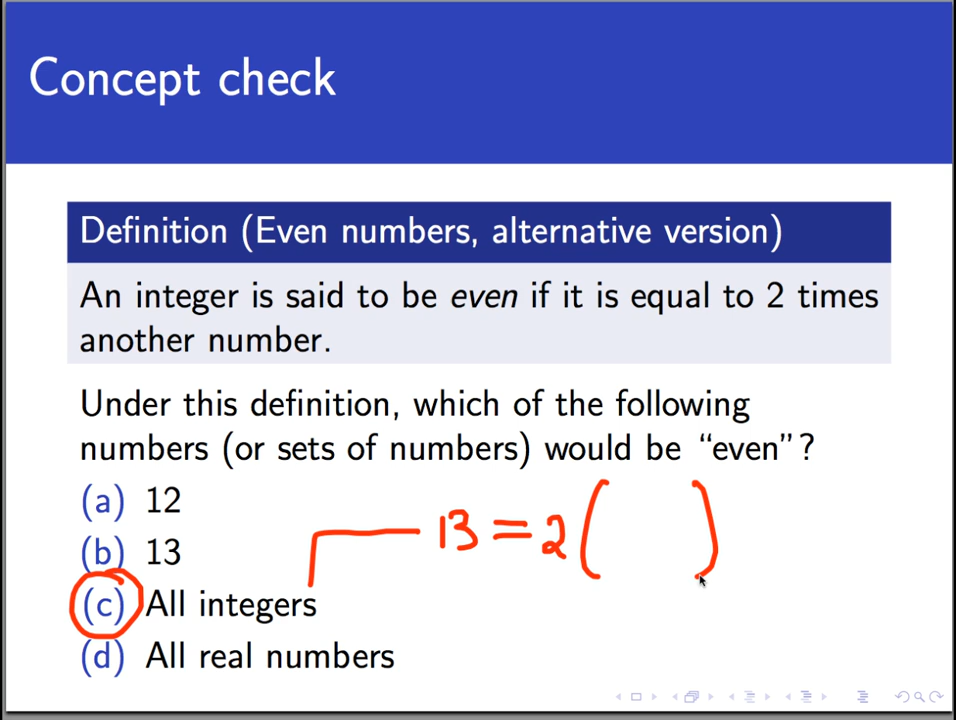 Concept check
Definition (Even numbers, alternative version)
An integer is said to be even if it is equal to 2 times
another number.
Under this definition, which of the following
numbers (or sets of numbers) would be “even”?
(a) 12
13 = 2 ( )
(b) 13
(c) All integers
(d) All real numbers